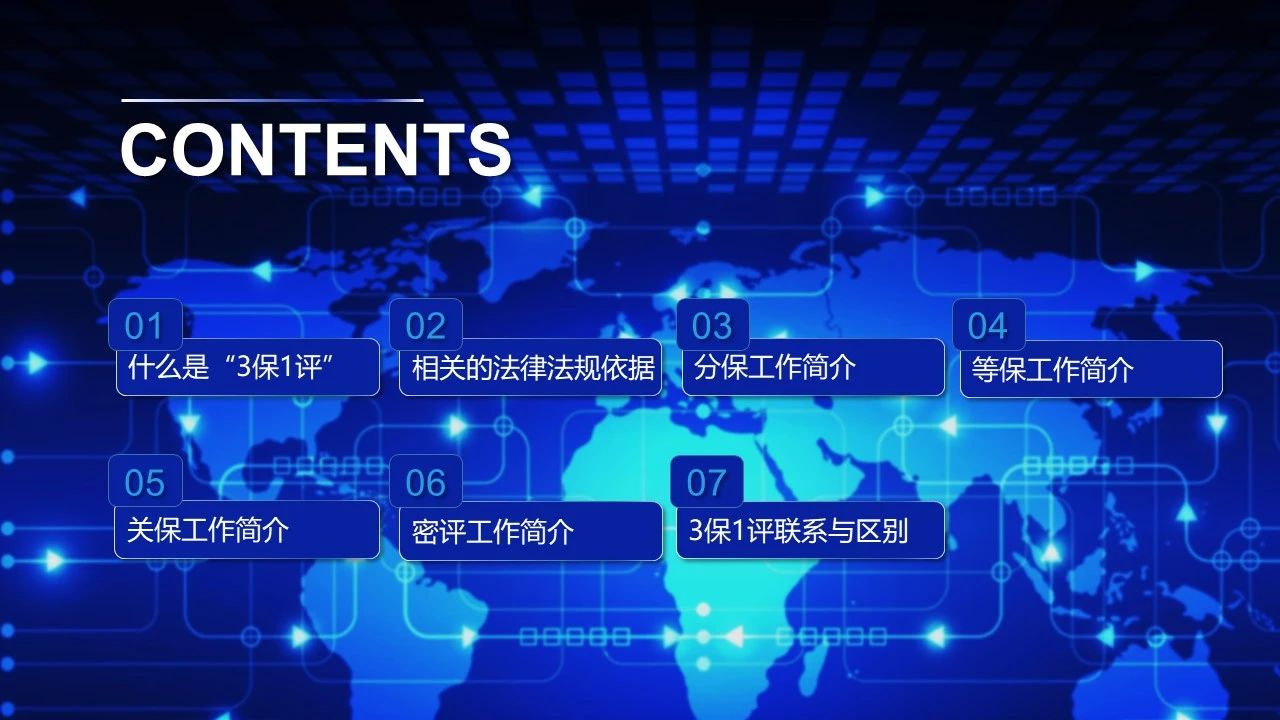 CONTENTS
01
什么是“3保1评”
02
相关的法律法规依据
03
分保工作简介
04
等保工作简介
05
关保工作简介
06
密评工作简介
07
3保1评联系与区别